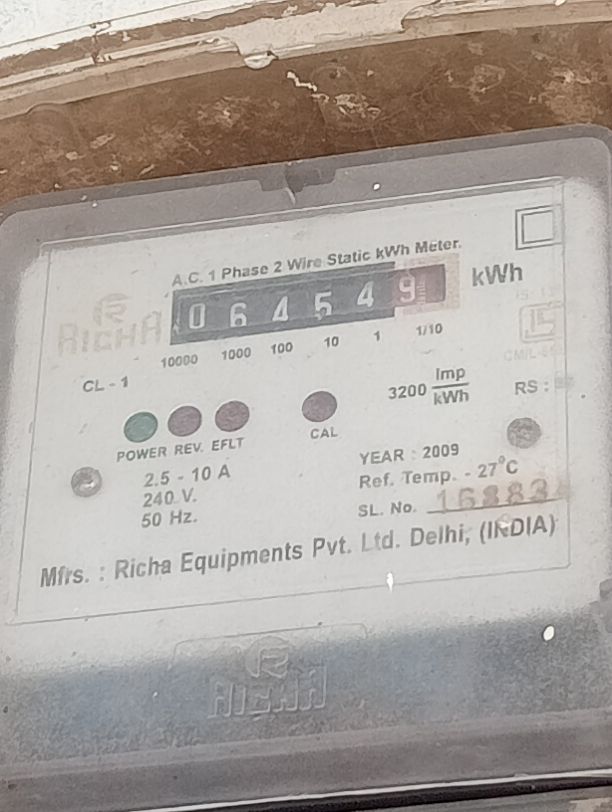 A.C. 1 Phase 2 Wire Static kWh Meter.
RICHA
0 6 4 5 4 9 kWh
10000 1000 100 10 1 1/10
CL - 1
3200 Imp/kWh
RS :
POWER REV. EFLT
CAL
2.5 - 10 A
240 V.
50 Hz.
YEAR : 2009
Ref. Temp. - 27°C
SL. No.
Mfrs. : Richa Equipments Pvt. Ltd. Delhi, (INDIA)
RICHA